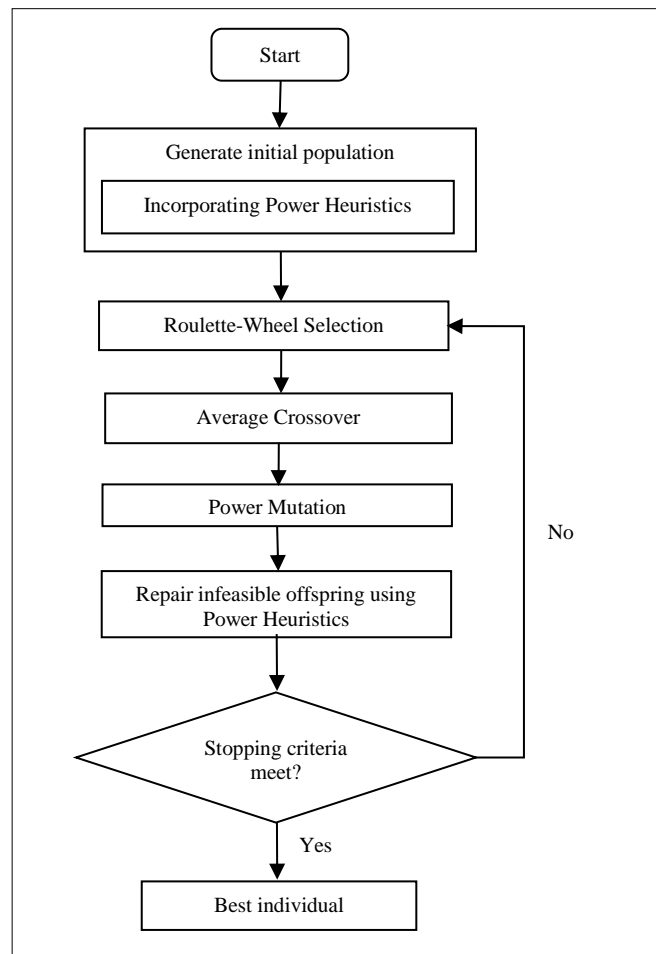 Start
Generate initial population
Incorporating Power Heuristics
Roulette-Wheel Selection
Average Crossover
Power Mutation
No
Repair infeasible offspring using
Power Heuristics
Stopping criteria
meet?
Yes
Best individual